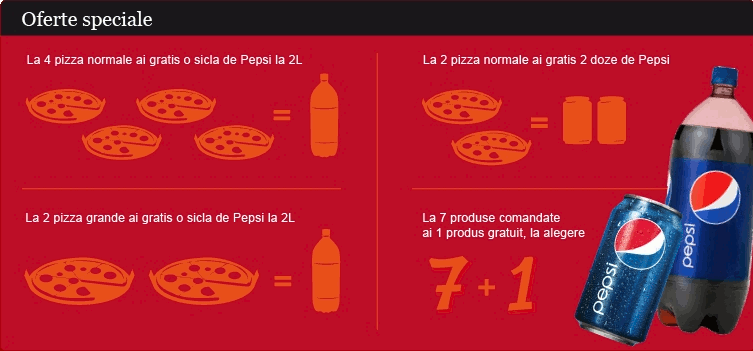 Oferte speciale
La 4 pizza normale ai gratis o sicla de Pepsi la 2L
=
La 2 pizza normale ai gratis 2 doze de Pepsi
=
La 2 pizza grande ai gratis o sicla de Pepsi la 2L
=
La 7 produse comandate
ai 1 produs gratuit, la alegere
7 + 1
pepsi
pepsi
pepsi